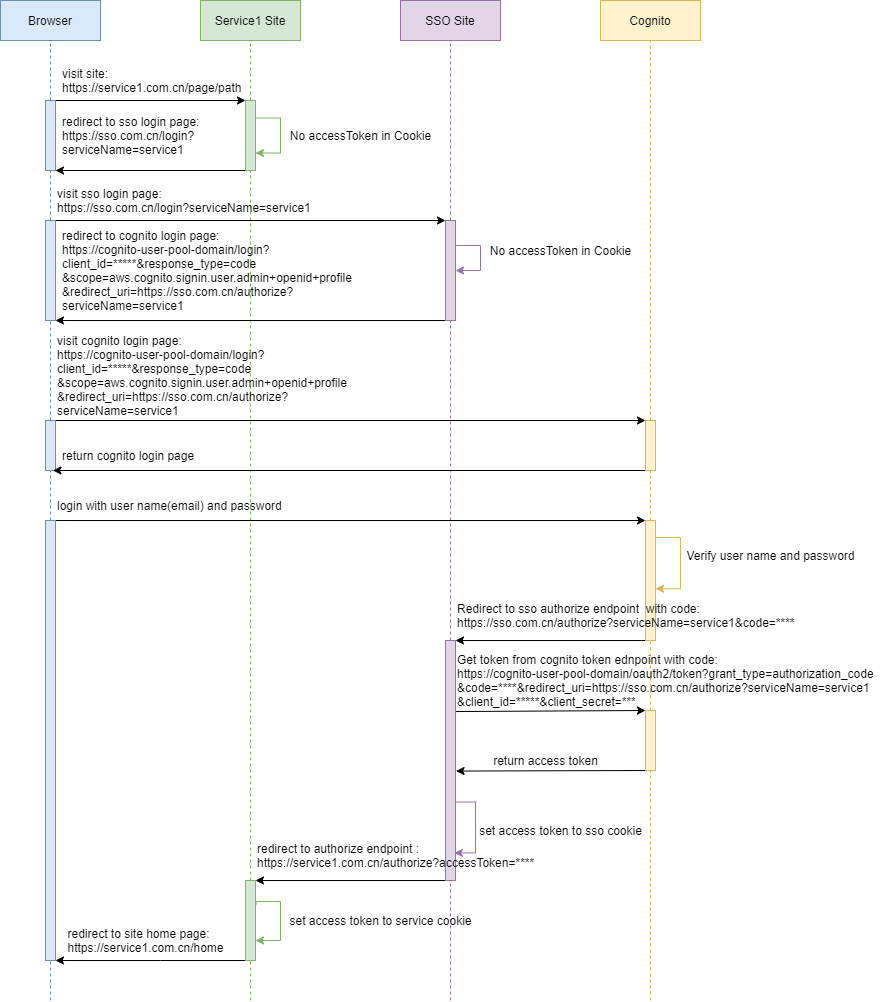 Browser
Service1 Site
SSO Site
Cognito
visit site:
https://service1.com.cn/page/path
redirect to sso login page:
https://sso.com.cn/login?
serviceName=service1
No accessToken in Cookie
visit sso login page:
https://sso.com.cn/login?serviceName=service1
redirect to cognito login page:
https://cognito-user-pool-domain/login?
client_id=*****&response_type=code
&scope=aws.cognito.signin.user.admin+openid+profile
&redirect_uri=https://sso.com.cn/authorize?
serviceName=service1
No accessToken in Cookie
visit cognito login page:
https://cognito-user-pool-domain/login?
client_id=*****&response_type=code
&scope=aws.cognito.signin.user.admin+openid+profile
&redirect_uri=https://sso.com.cn/authorize?
serviceName=service1
return cognito login page
login with user name(email) and password
Verify user name and password
Redirect to sso authorize endpoint  with code:
https://sso.com.cn/authorize?serviceName=service1&code=****
Get token from cognito token ednpoint with code:
https://cognito-user-pool-domain/oauth2/token?grant_type=authorization_code
&code=****&redirect_uri=https://sso.com.cn/authorize?serviceName=service1
&client_id=*****&client_secret=***
return access token
set access token to sso cookie
redirect to authorize endpoint :
https://service1.com.cn/authorize?accessToken=****
set access token to service cookie
redirect to site home page:
https://service1.com.cn/home